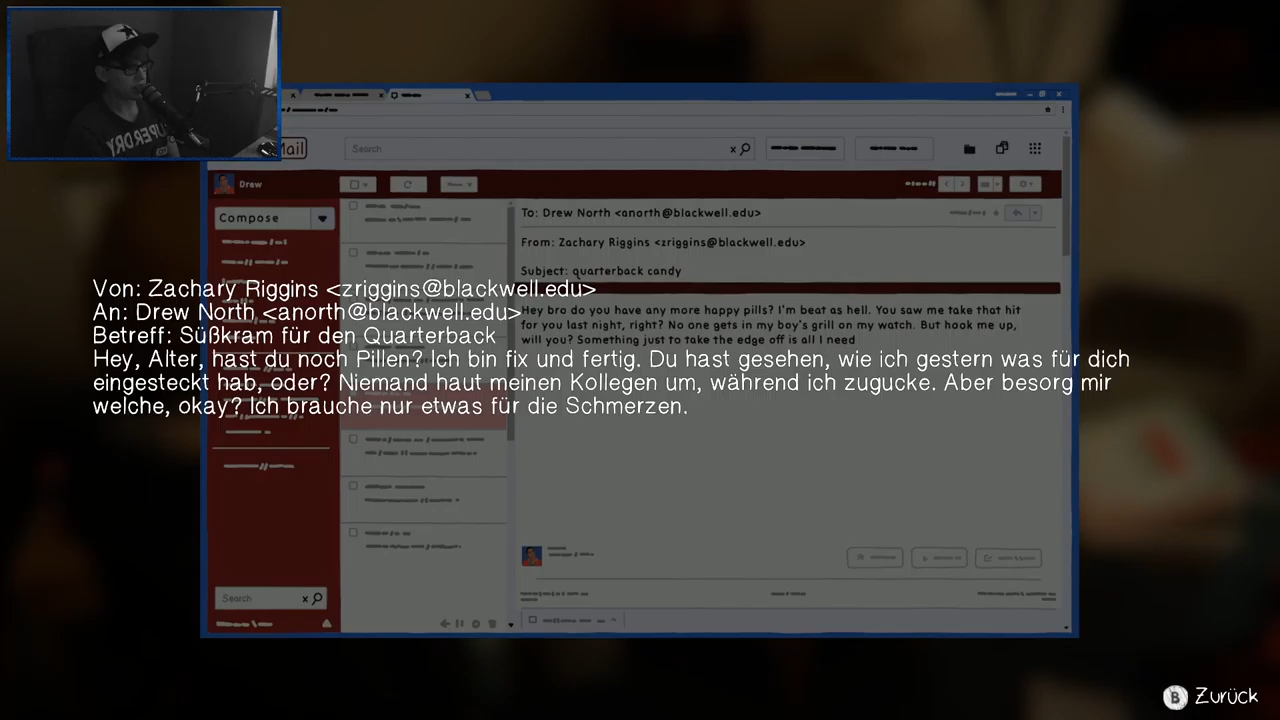 Mail
Search
Drew
Compose
To: Drew North <anorth@blackwell.edu>
From: Zachary Riggins <zriggins@blackwell.edu>
Subject: quarterback candy
Hey bro do you have any more happy pills? I'm beat as hell. You saw me take that hit
for you last night, right? No one gets in my boy's grill on my watch. But hook me up,
will you? Something just to take the edge off is all I need
Von: Zachary Riggins <zriggins@blackwell.edu>
An: Drew North <anorth@blackwell.edu>
Betreff: Süßkram für den Quarterback
Hey, Alter, hast du noch Pillen? Ich bin fix und fertig. Du hast gesehen, wie ich gestern was für dich
eingesteckt hab, oder? Niemand haut meinen Kollegen um, während ich zugucke. Aber besorg mir
welche, okay? Ich brauche nur etwas für die Schmerzen.
Search
B Zurück